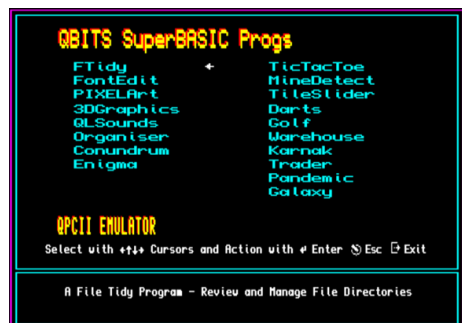 QBITS SuperBASIC Progs
FTidy ←
FontEdit
PIXELArt
3DGraphics
QLSounds
Organiser
Conundrum
Enigma
TicTacToe
MineDetect
TileSlider
Darts
Golf
Warehouse
Karnak
Trader
Pandemic
Galaxy
QPCII EMULATOR
Select with ←↑↓→ Cursors and Action with ↵ Enter Esc Exit
A File Tidy Program - Review and Manage File Directories